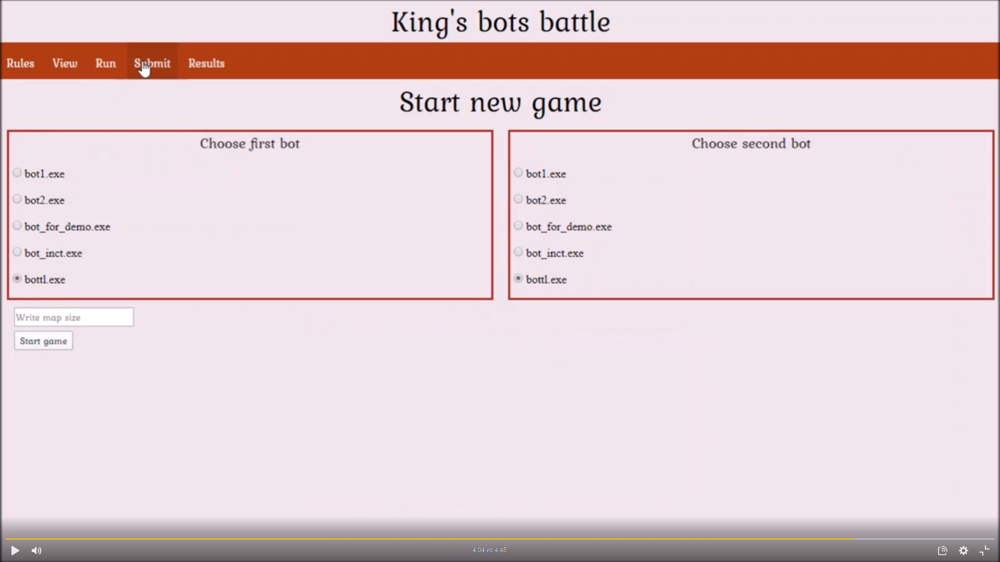 King's bots battle
Rules View Run Submit Results
Start new game
Choose first bot
bot1.exe
bot2.exe
bot_for_demo.exe
bot_inct.exe
bott1.exe
Choose second bot
bot1.exe
bot2.exe
bot_for_demo.exe
bot_inct.exe
bott1.exe
Write map size
Start game
4:04 из 4:45